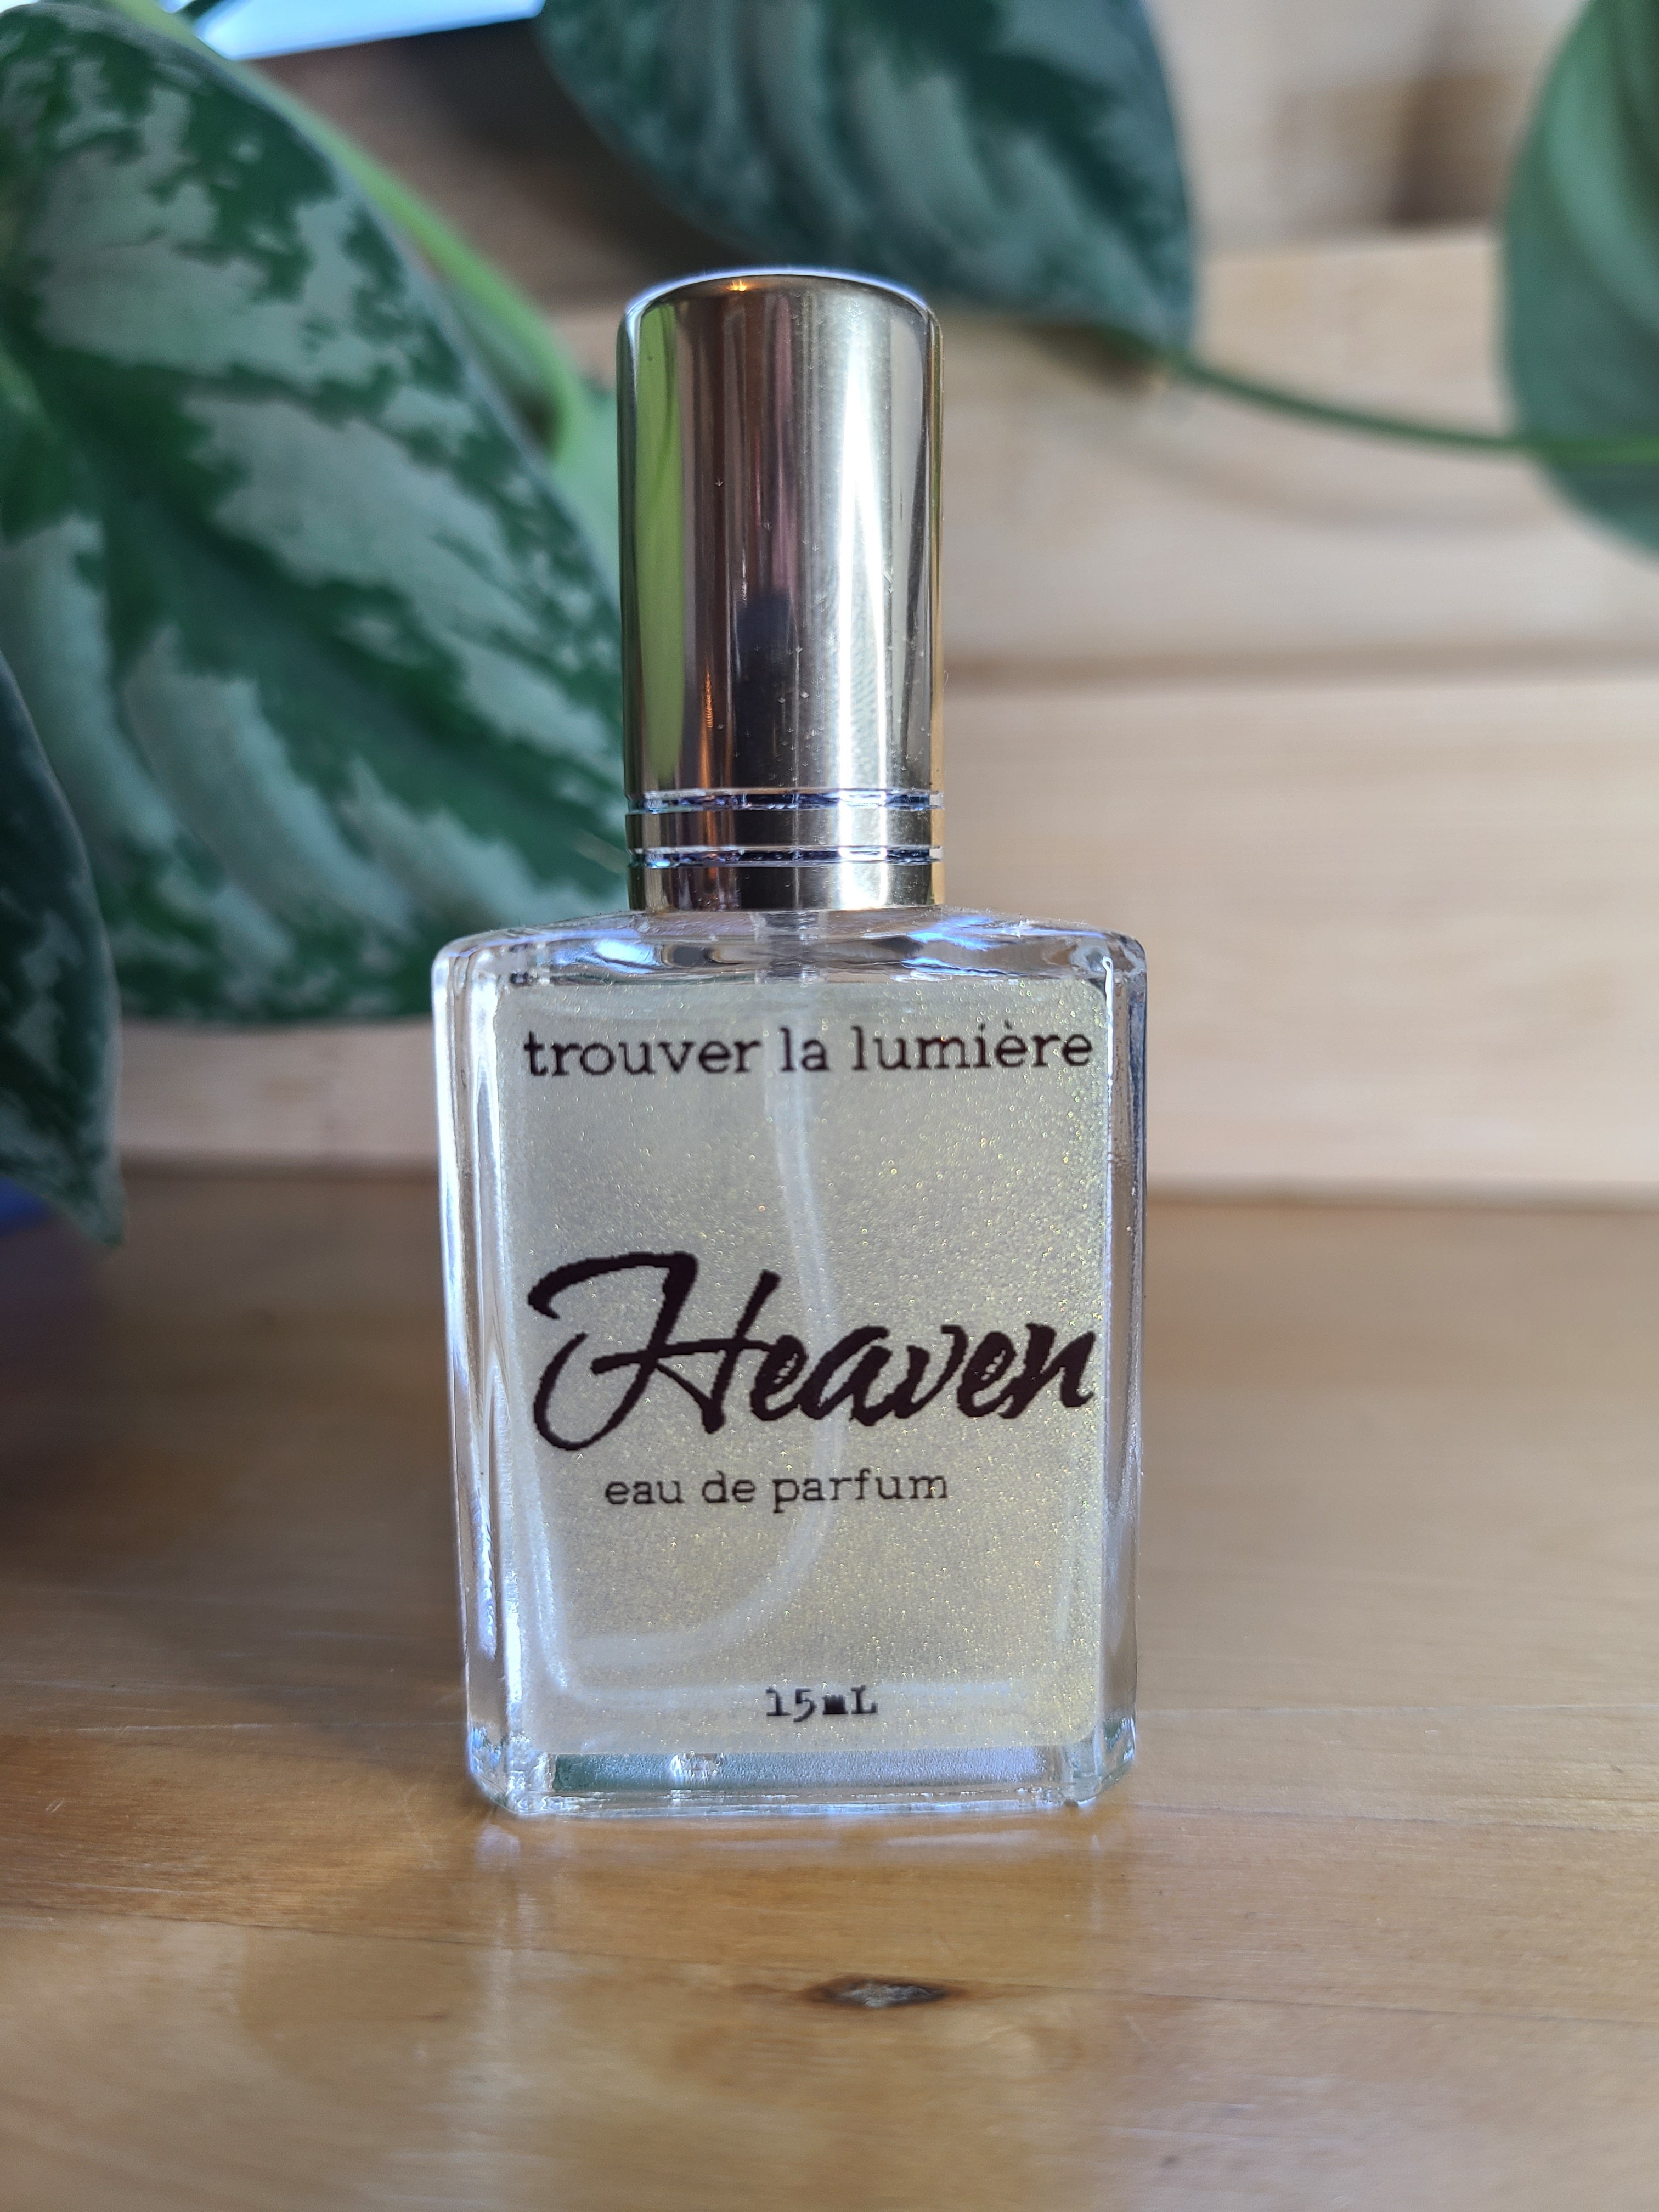 trouver la lumière
Heaven
eau de parfum
15mL